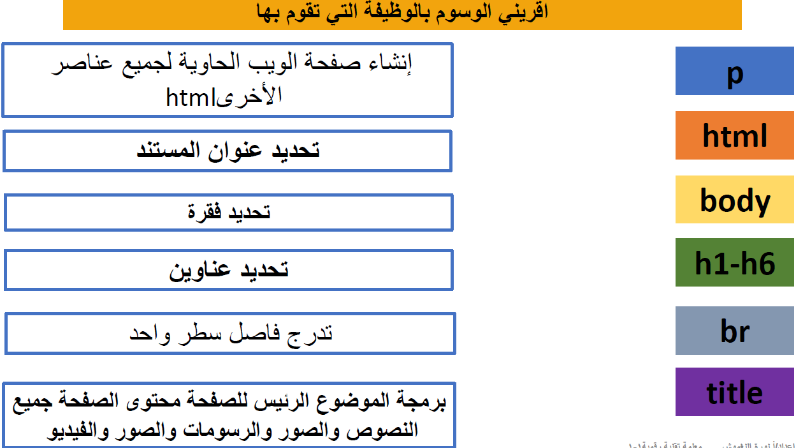 اقريني الوسوم بالوظيفة التي تقوم بها
p
html
body
h1-h6
br
title
إنشاء صفحة الويب الحاوية لجميع عناصر
الأخرىhtml
تحديد عنوان المستند
تحديد فقرة
تحديد عناوين
تدرج فاصل سطر واحد
برمجة الموضوع الرئيس للصفحة محتوى الصفحة جميع
النصوص والصور والرسومات والصور والفيديو